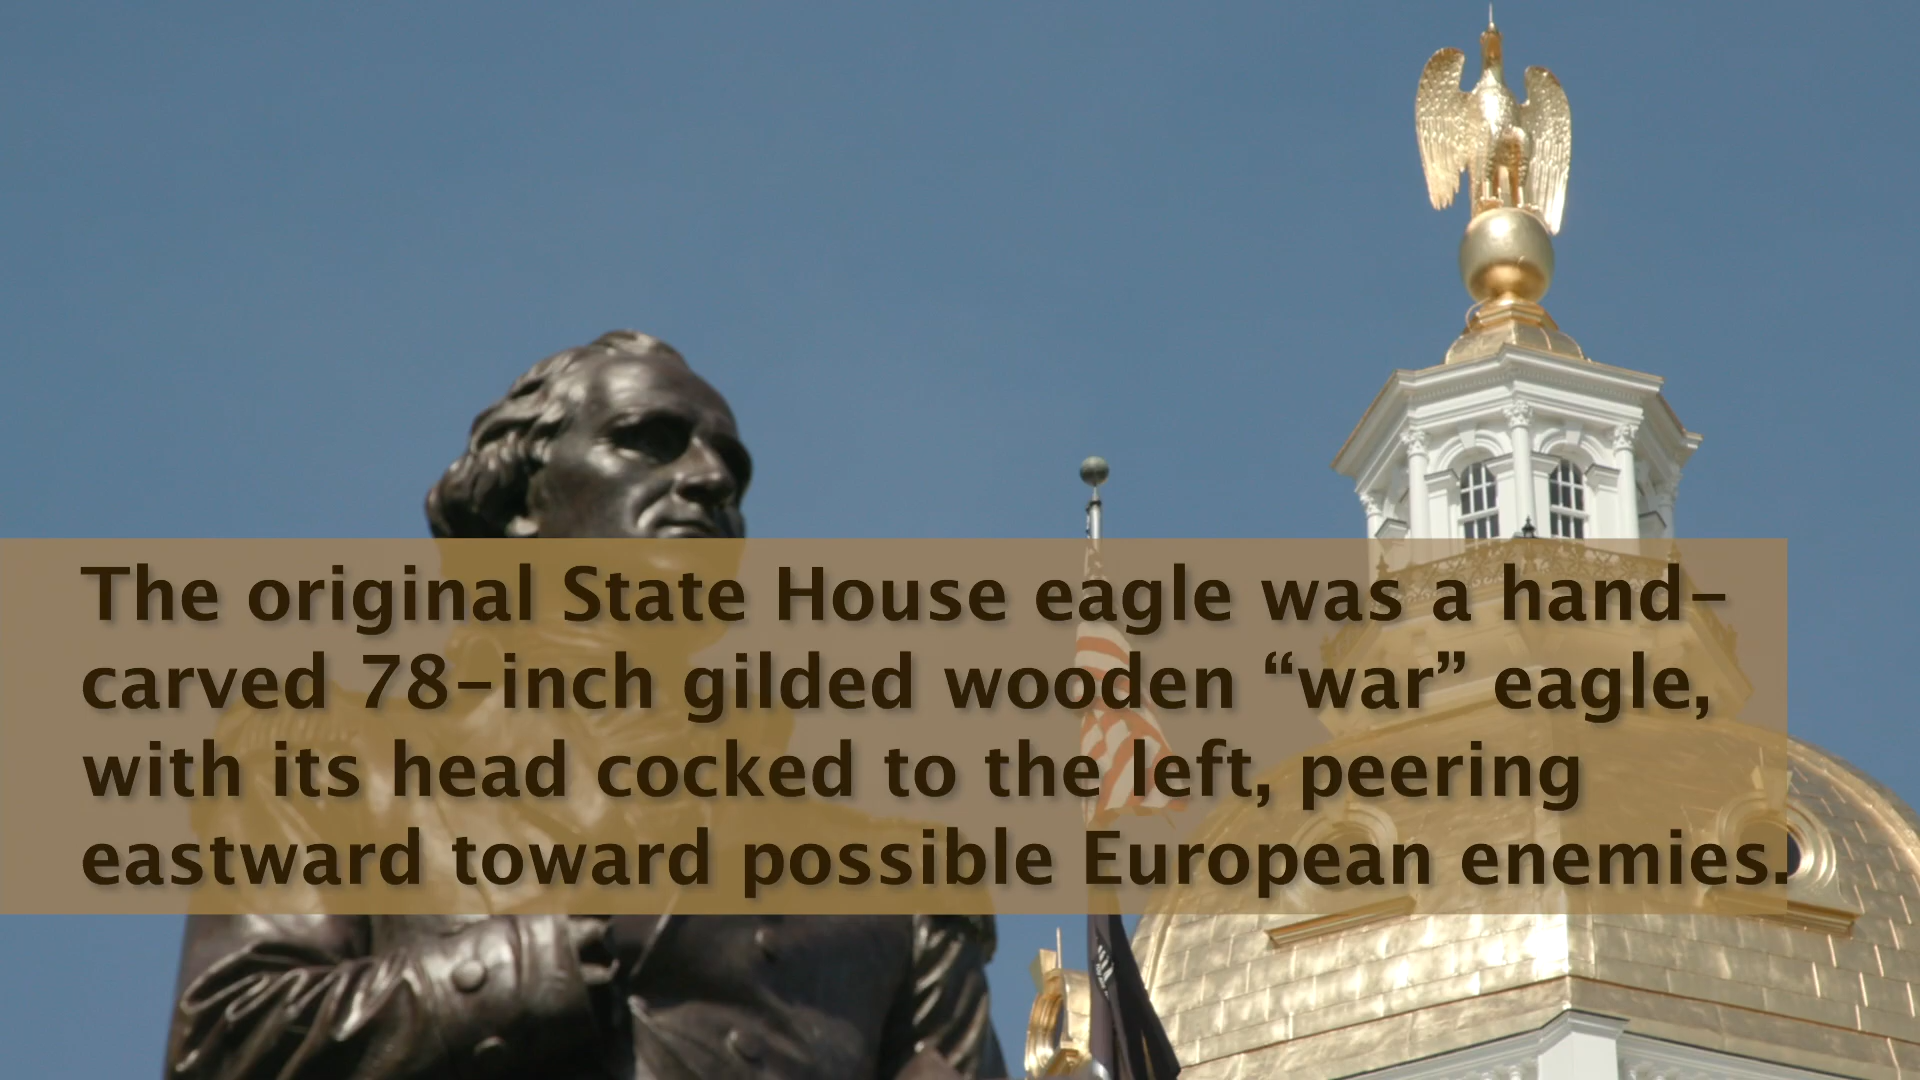 The original State House eagle was a hand-
carved 78-inch gilded wooden “war” eagle,
with its head cocked to the left, peering
eastward toward possible European enemies.